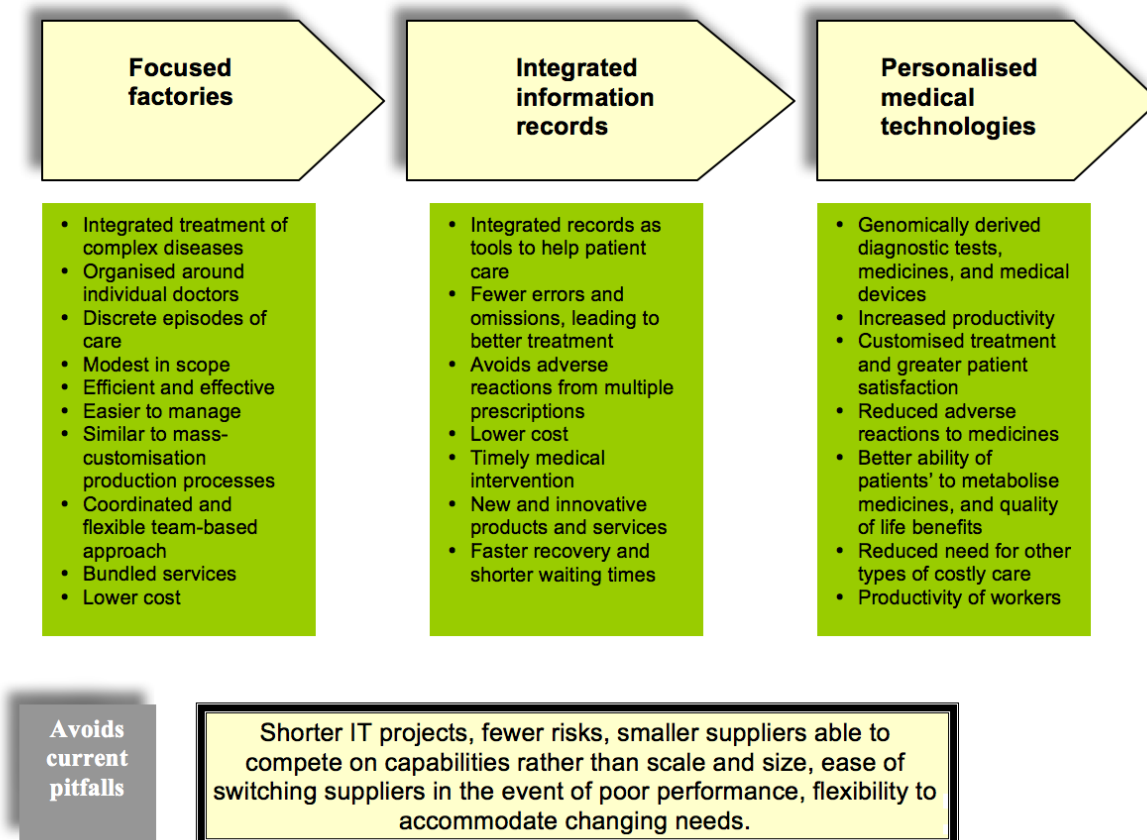 Focused
factories
Integrated
information
records
Personalised
medical
technologies
• Integrated treatment of
complex diseases
• Organised around
individual doctors
• Discrete episodes of
care
• Modest in scope
• Efficient and effective
• Easier to manage
• Similar to mass-
customisation
production processes
• Coordinated and
flexible team-based
approach
• Bundled services
• Lower cost
• Integrated records as
tools to help patient
care
• Fewer errors and
omissions, leading to
better treatment
• Avoids adverse
reactions from multiple
prescriptions
• Lower cost
• Timely medical
intervention
• New and innovative
products and services
• Faster recovery and
shorter waiting times
• Genomically derived
diagnostic tests,
medicines, and medical
devices
• Increased productivity
• Customised treatment
and greater patient
satisfaction
• Reduced adverse
reactions to medicines
• Better ability of
patients’ to metabolise
medicines, and quality
of life benefits
• Reduced need for other
types of costly care
• Productivity of workers
Avoids
current
pitfalls
Shorter IT projects, fewer risks, smaller suppliers able to
compete on capabilities rather than scale and size, ease of
switching suppliers in the event of poor performance, flexibility to
accommodate changing needs.